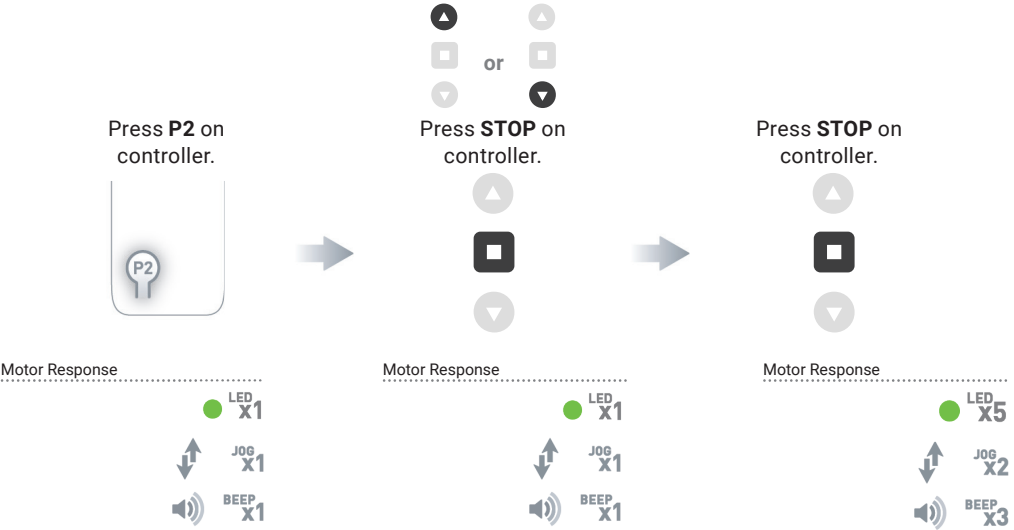 or
Press P2 on
controller.
P2
Press STOP on
controller.
Press STOP on
controller.
Motor Response
LED x1
JOG x1
BEEP x1
Motor Response
LED x1
JOG x1
BEEP x1
Motor Response
LED x5
JOG x2
BEEP x3